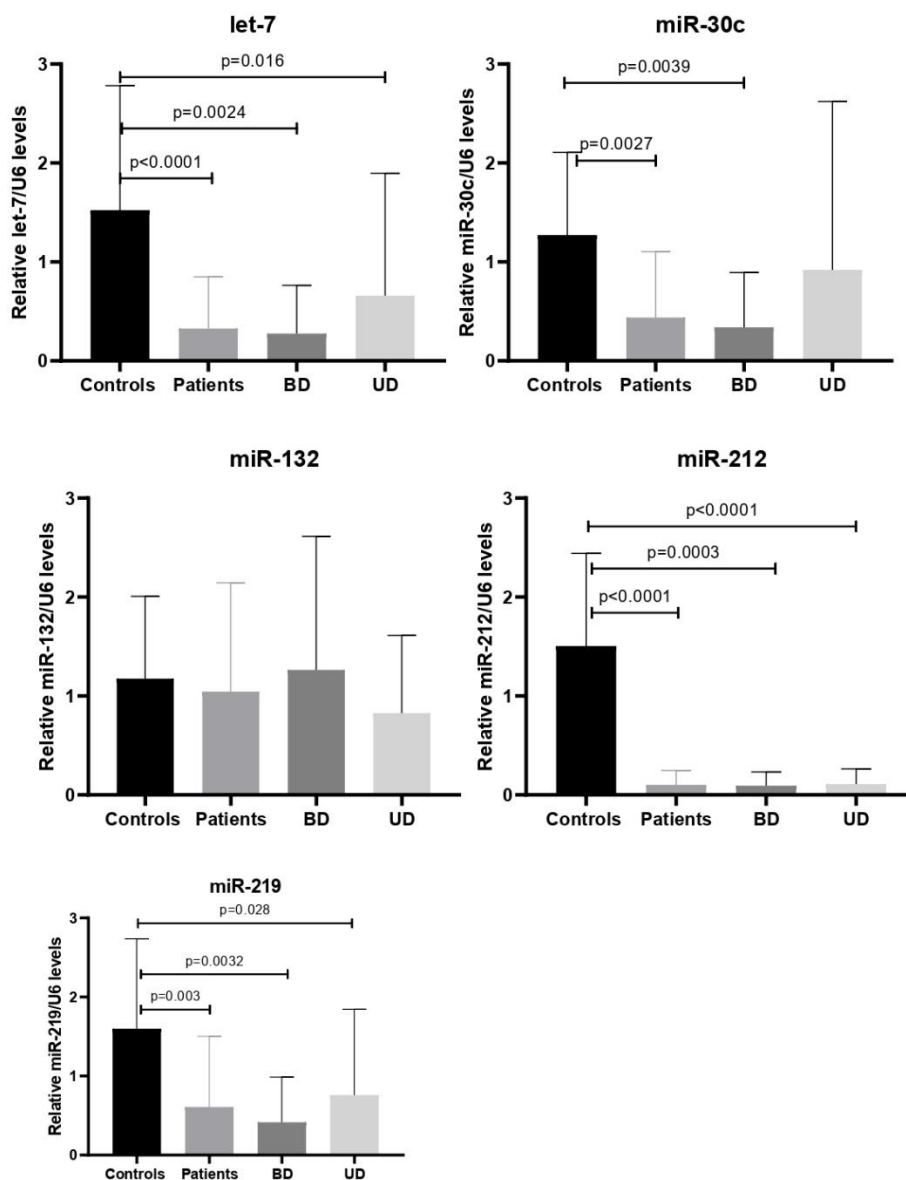 let-7
Relative let-7/U6 levels
3
2
1
0
p=0.016
p=0.0024
p<0.0001
Controls Patients BD UD
miR-30c
Relative miR-30c/U6 levels
3
2
1
0
p=0.0039
p=0.0027
Controls Patients BD UD
miR-132
Relative miR-132/U6 levels
3
2
1
0
Controls Patients BD UD
miR-212
Relative miR-212/U6 levels
3
2
1
0
p<0.0001
p=0.0003
p<0.0001
Controls Patients BD UD
miR-219
Relative miR-219/U6 levels
3
2
1
0
p=0.028
p=0.0032
p=0.003
Controls Patients BD UD